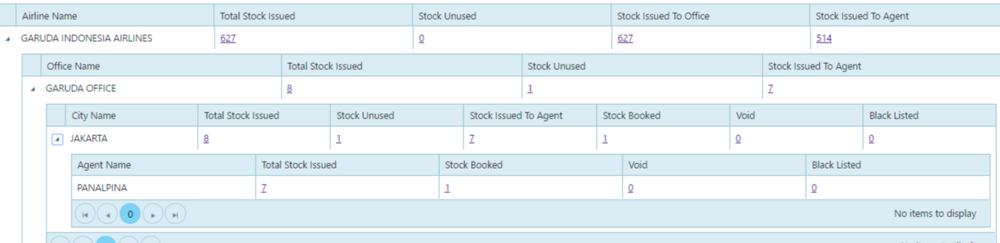 Airline Name Total Stock Issued Stock Unused Stock Issued To Office Stock Issued To Agent
GARUDA INDONESIA AIRLINES 627 0 627 514
Office Name Total Stock Issued Stock Unused Stock Issued To Agent
GARUDA OFFICE 8 1 7
City Name Total Stock Issued Stock Unused Stock Issued To Agent Stock Booked Void Black Listed
JAKARTA 8 1 7 1 0 0
Agent Name Total Stock Issued Stock Booked Void Black Listed
PANALPINA 7 1 0 0
0 No items to display